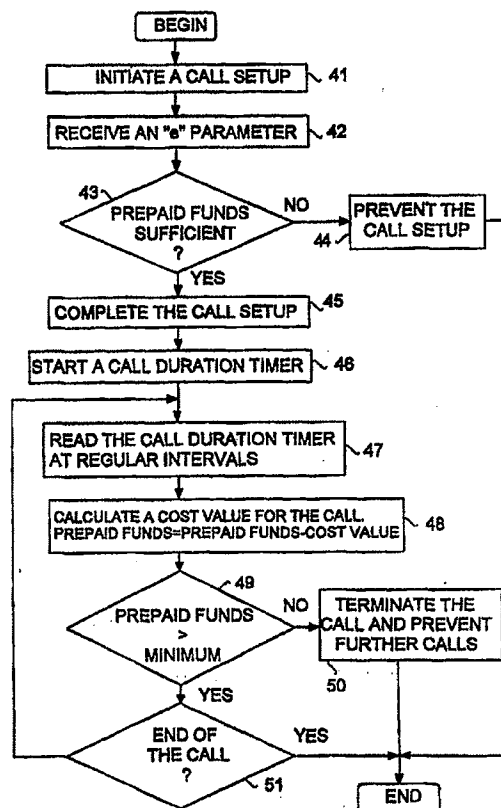 BEGIN
INITIATE A CALL SETUP
41
RECEIVE AN "e" PARAMETER
42
43
PREPAID FUNDS
SUFFICIENT
?
NO
PREVENT THE
CALL SETUP
44
YES
COMPLETE THE CALL SETUP
45
START A CALL DURATION TIMER
46
READ THE CALL DURATION TIMER
AT REGULAR INTERVALS
47
CALCULATE A COST VALUE FOR THE CALL.
PREPAID FUNDS=PREPAID FUNDS-COST VALUE
48
49
PREPAID FUNDS
>
MINIMUM
NO
TERMINATE THE
CALL AND PREVENT
FURTHER CALLS
50
YES
END OF
THE CALL
?
YES
51
END